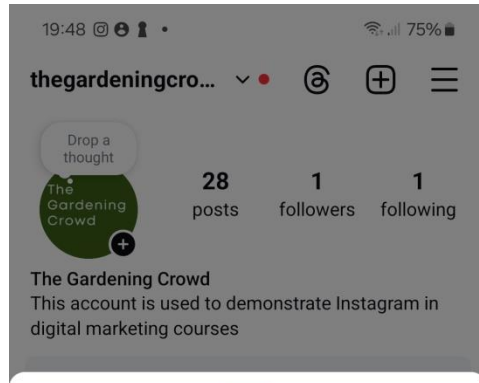 19:48 75%
thegardeningcro...
Drop a
thought
The
Gardening
Crowd
28 1 1
posts followers following
The Gardening Crowd
This account is used to demonstrate Instagram in
digital marketing courses